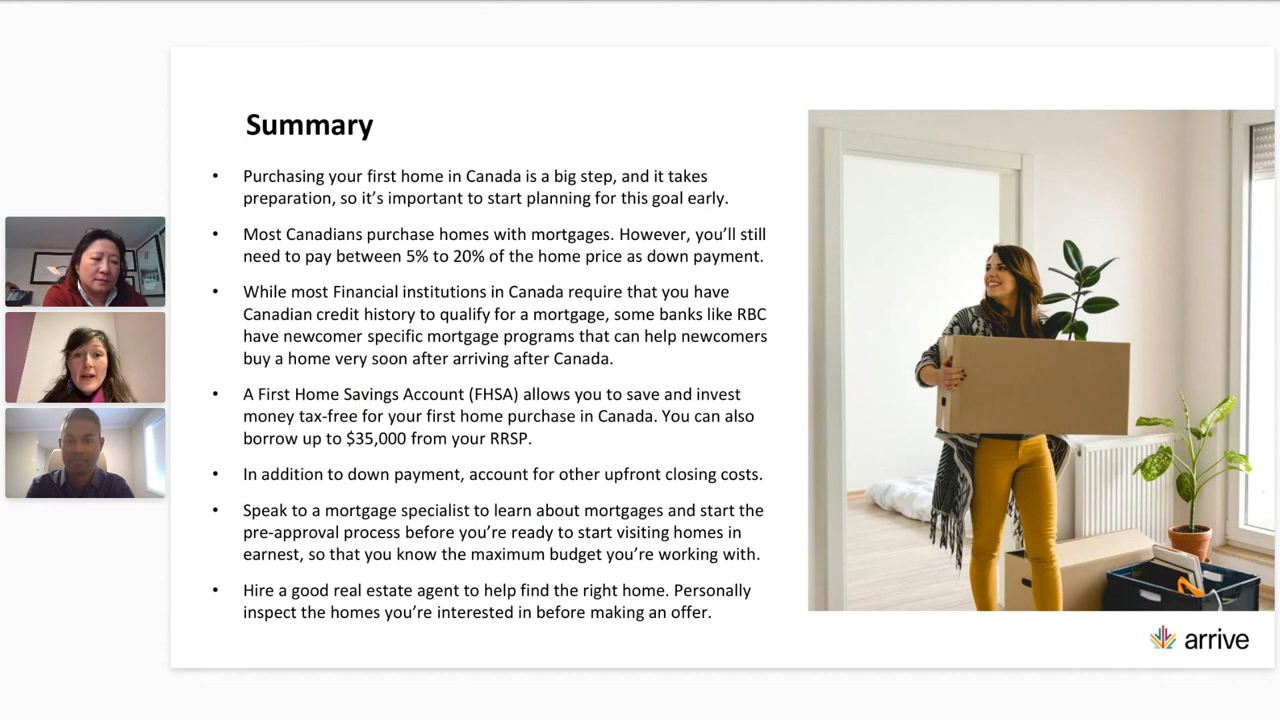 Summary
• Purchasing your first home in Canada is a big step, and it takes
preparation, so it’s important to start planning for this goal early.
• Most Canadians purchase homes with mortgages. However, you’ll still
need to pay between 5% to 20% of the home price as down payment.
• While most Financial institutions in Canada require that you have
Canadian credit history to qualify for a mortgage, some banks like RBC
have newcomer specific mortgage programs that can help newcomers
buy a home very soon after arriving after Canada.
• A First Home Savings Account (FHSA) allows you to save and invest
money tax-free for your first home purchase in Canada. You can also
borrow up to $35,000 from your RRSP.
• In addition to down payment, account for other upfront closing costs.
• Speak to a mortgage specialist to learn about mortgages and start the
pre-approval process before you’re ready to start visiting homes in
earnest, so that you know the maximum budget you’re working with.
• Hire a good real estate agent to help find the right home. Personally
inspect the homes you’re interested in before making an offer.
arrive